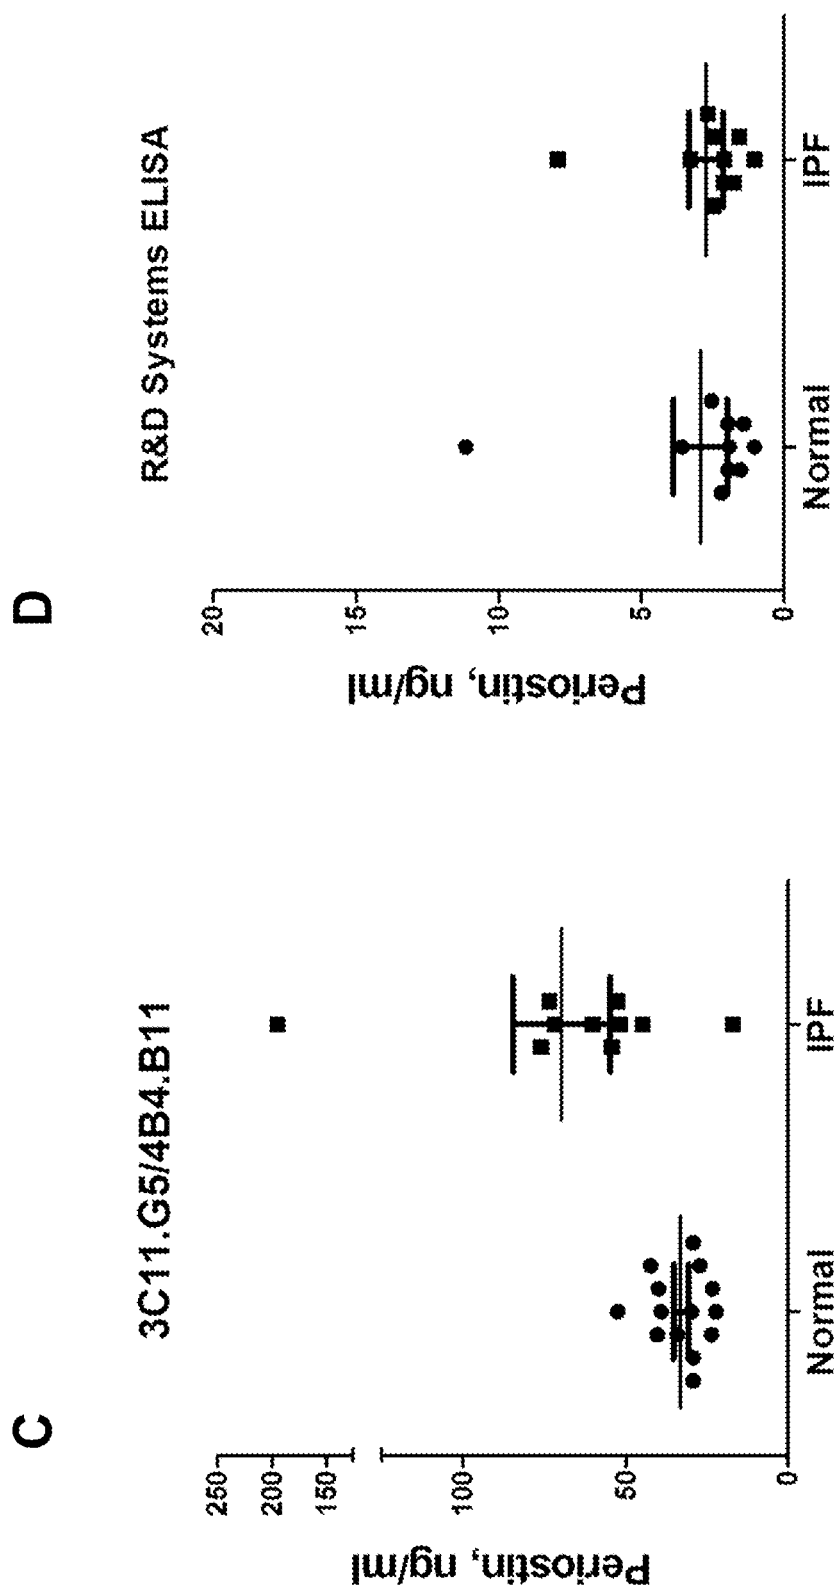 C
3C11.G5/4B4.B11
Periostin, ng/ml
250
200
150
100
50
0
Normal
IPF
D
R&D Systems ELISA
Periostin, ng/ml
20
15
10
5
0
Normal
IPF